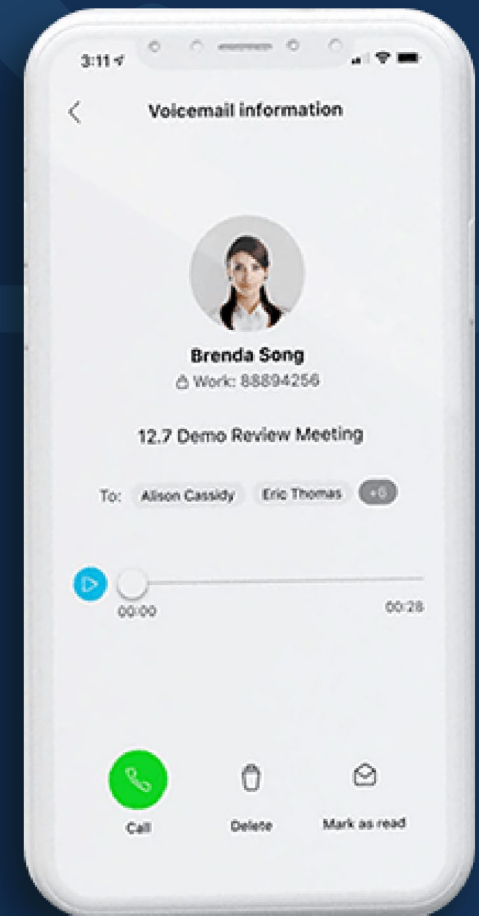 3:11
Voicemail information
Brenda Song
Work: 88894256
12.7 Demo Review Meeting
To: Alison Cassidy Eric Thomas +6
00:00 00:28
Call Delete Mark as read